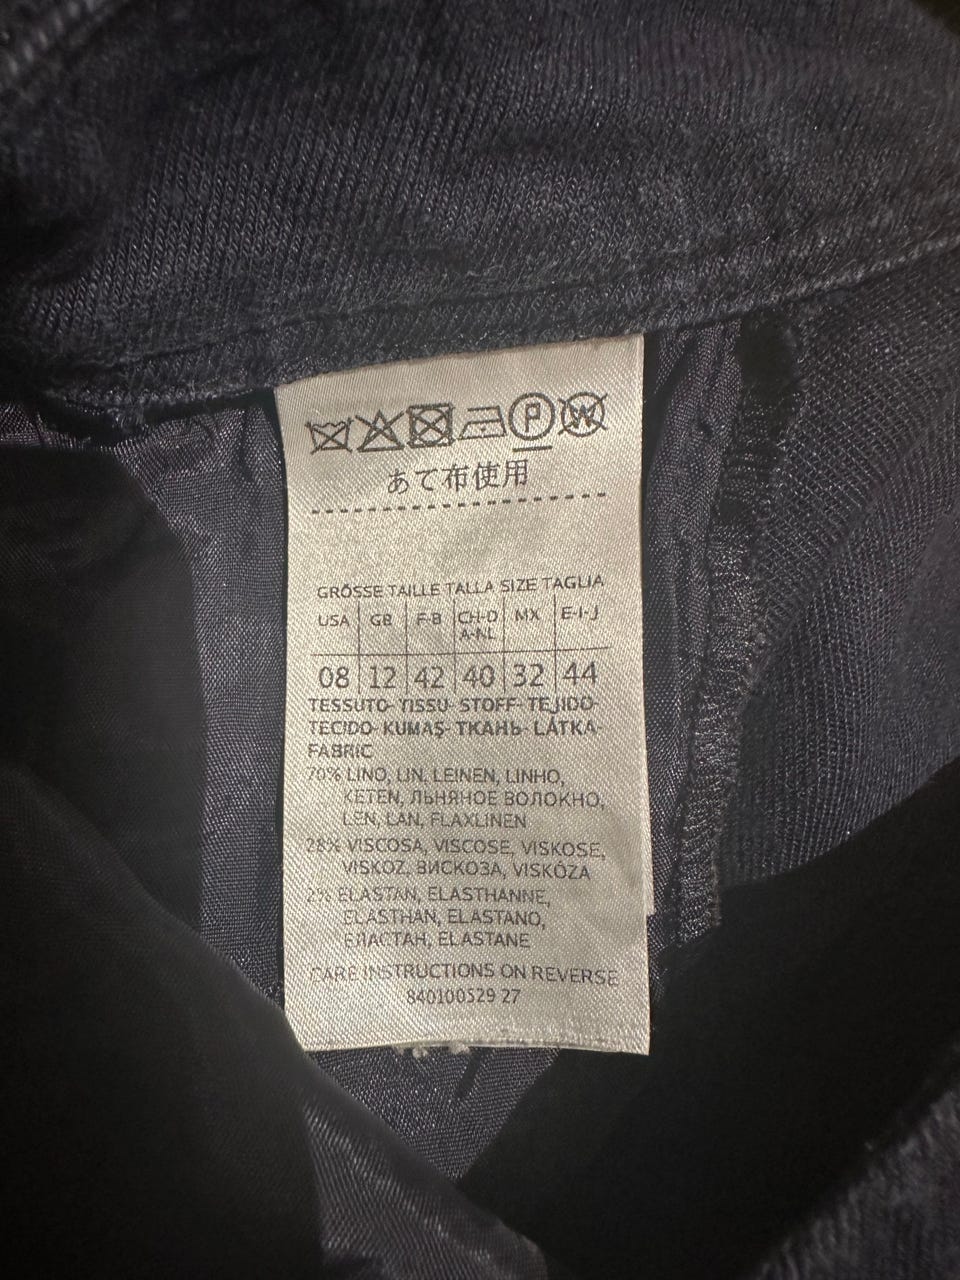 P W
あて布使用
GRÖSSE TAILLE TALLA SIZE TAGLIA
USA GB F-B CH-D A-NL MX E-I-J
08 12 42 40 32 44
TESSUTO- TISSU- STOFF- TEJIDO-
TECIDO- KUMAŞ- ТКАНЬ- LÁTKA-
FABRIC
70% LINO, LIN, LEINEN, LINHO,
KETEN, ЛЬНЯНОЕ ВОЛОКНО,
LEN, LAN, FLAXLINEN
28% VISCOSA, VISCOSE, VISKOSE,
VISKOZ, ВИСКОЗА, VISKÓZA
2% ELASTAN, ELASTHANNE,
ELASTHAN, ELASTANO,
ЕЛАСТАН, ELASTANE
CARE INSTRUCTIONS ON REVERSE
840100529 27